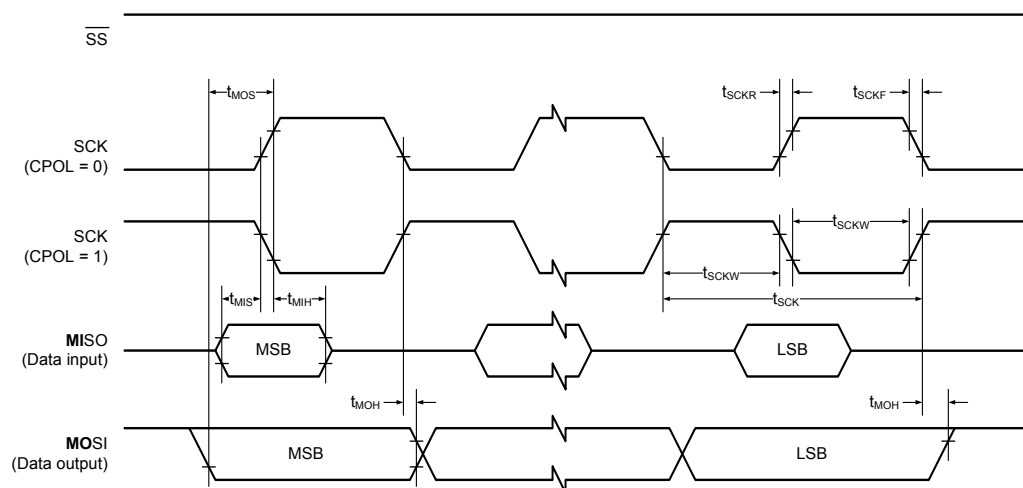 SS
tMOS
tSCKR
tSCKF
SCK
(CPOL = 0)
SCK
(CPOL = 1)
tSCKW
tSCKW
tMIS
tMIH
tSCK
MISO
(Data input)
MSB
LSB
tMOH
tMOH
MOSI
(Data output)
MSB
LSB